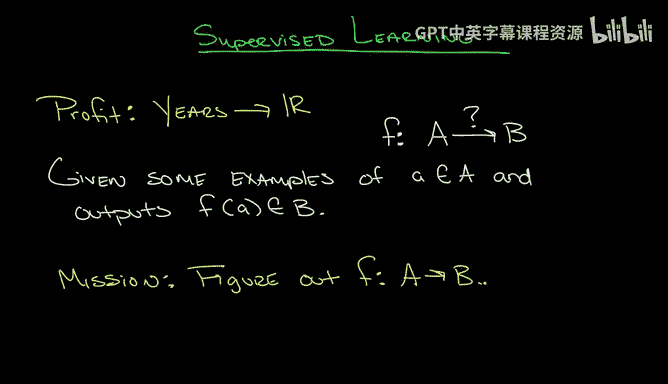 SUPERVISED LEARNING GPT中英字幕课程资源 bilibili
Profit: YEARS → ℝ
f: A →? B
GIVEN SOME EXAMPLES OF a ∈ A and
outputs f(a) ∈ B.
MISSION: FIGURE out f: A → B..